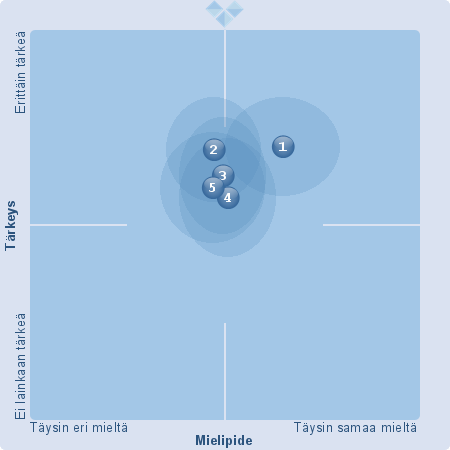 Erittäin tärkeä
Tärkeys
Ei lainkaan tärkeä
1
2
3
5
4
Täysin eri mieltä
Täysin samaa mieltä
Mielipide